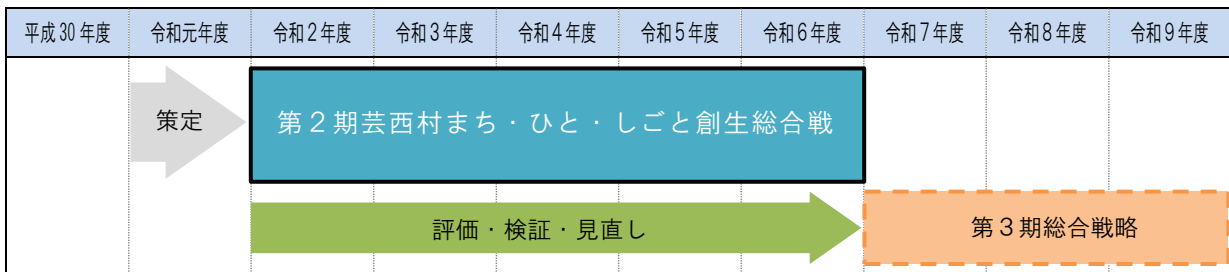 平成30年度 令和元年度 令和2年度 令和3年度 令和4年度 令和5年度 令和6年度 令和7年度 令和8年度 令和9年度
策定
第2期芸西村まち・ひと・しごと創生総合戦
評価・検証・見直し
第3期総合戦略